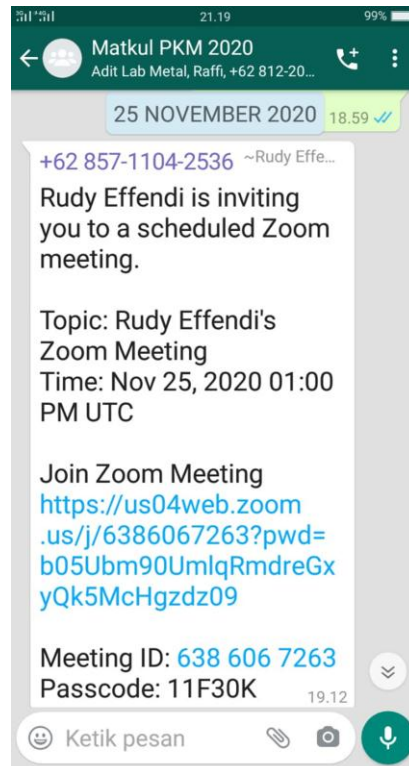 21.19
99%
Matkul PKM 2020
Adit Lab Metal, Raffi, +62 812-20...
25 NOVEMBER 2020
18.59
+62 857-1104-2536 ~Rudy Effe...
Rudy Effendi is inviting
you to a scheduled Zoom
meeting.
Topic: Rudy Effendi's
Zoom Meeting
Time: Nov 25, 2020 01:00
PM UTC
Join Zoom Meeting
https://us04web.zoom
.us/j/6386067263?pwd=
b05Ubm90UmlqRmdreGx
yQk5McHgzdz09
Meeting ID: 638 606 7263
Passcode: 11F30K
19.12
Ketik pesan